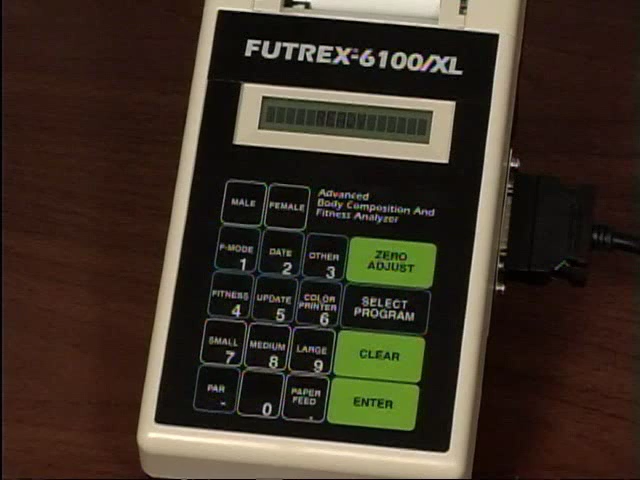 FUTREX-6100/XL
READY
MALE
FEMALE
Advanced
Body Composition And
Fitness Analyzer
P-MODE
1
DATE
2
OTHER
3
ZERO
ADJUST
FITNESS
4
UPDATE
5
COLOR
PRINTER
6
SELECT
PROGRAM
SMALL
7
MEDIUM
8
LARGE
9
CLEAR
PAR
-
0
PAPER
FEED
.
ENTER